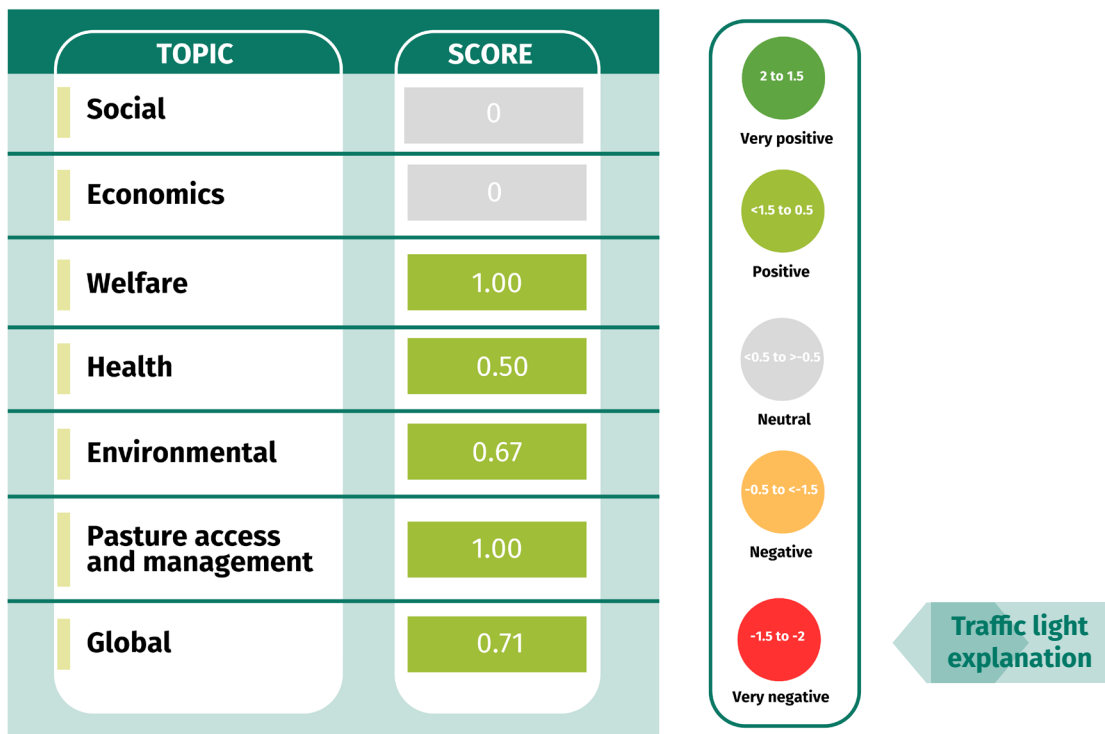 TOPIC
SCORE
Social
0
Economics
0
Welfare
1.00
Health
0.50
Environmental
0.67
Pasture access
and management
1.00
Global
0.71
2 to 1.5
Very positive
<1.5 to 0.5
Positive
<0.5 to >-0.5
Neutral
-0.5 to <-1.5
Negative
-1.5 to -2
Very negative
Traffic light
explanation